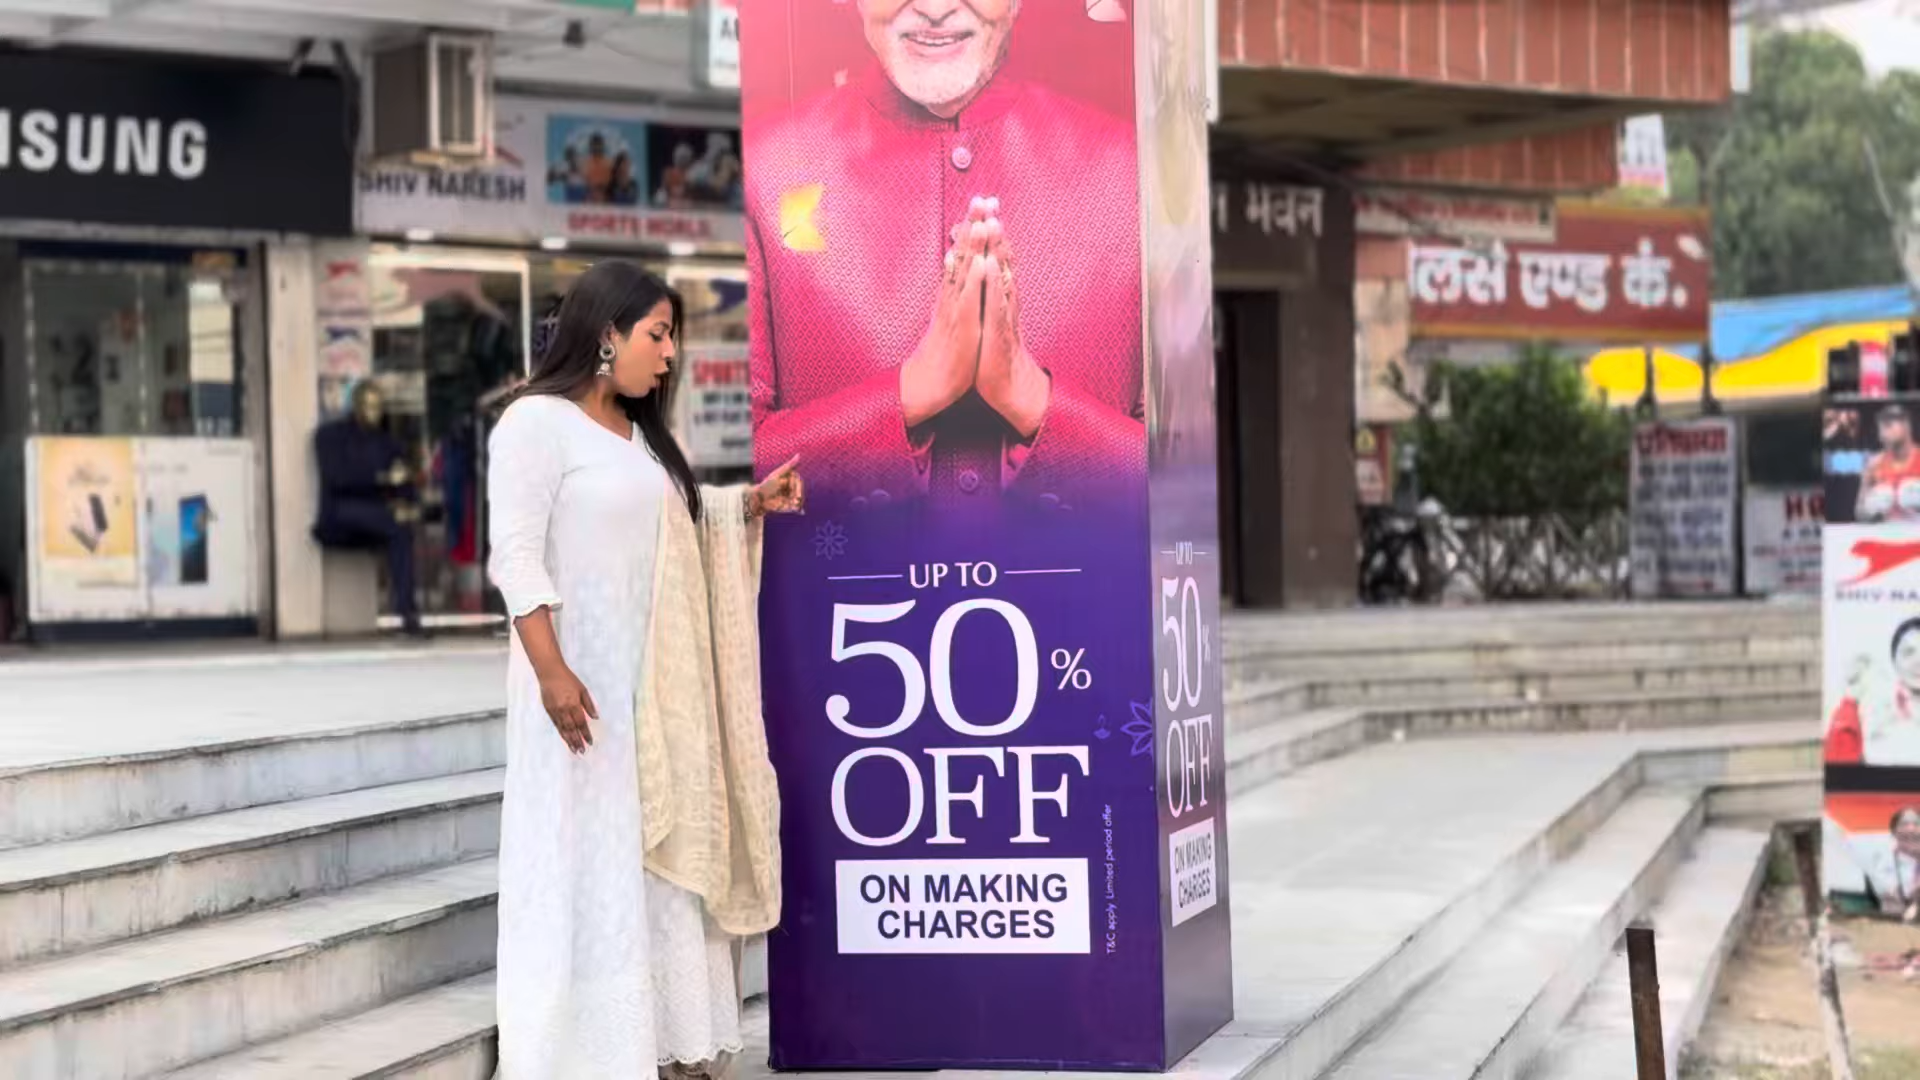 SUNG
SHIV NARESH
SPORTS WORLD
भवन
एण्ड कं.
UP TO
50%
OFF
ON MAKING
CHARGES
T&C apply. Limited period offer
UP TO
50%
OFF
ON MAKING
CHARGES